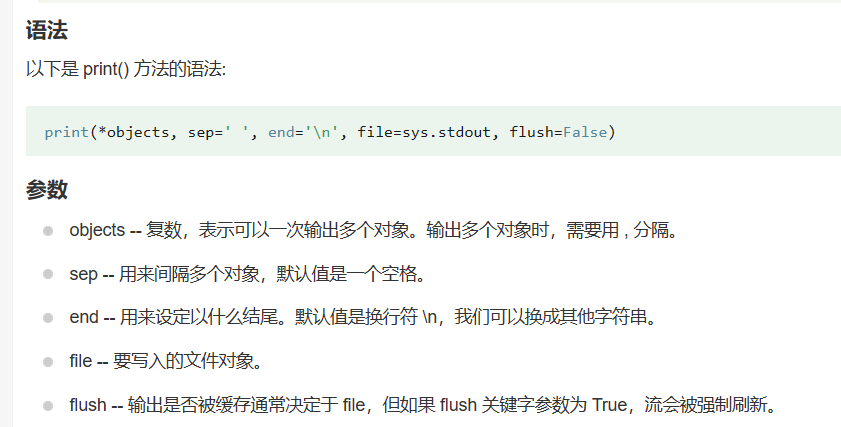 语法
以下是 print() 方法的语法:
print(*objects, sep=' ', end='\n', file=sys.stdout, flush=False)
参数
objects -- 复数，表示可以一次输出多个对象。输出多个对象时，需要用 , 分隔。
sep -- 用来间隔多个对象，默认值是一个空格。
end -- 用来设定以什么结尾。默认值是换行符 \n，我们可以换成其他字符串。
file -- 要写入的文件对象。
flush -- 输出是否被缓存通常决定于 file，但如果 flush 关键字参数为 True，流会被强制刷新。